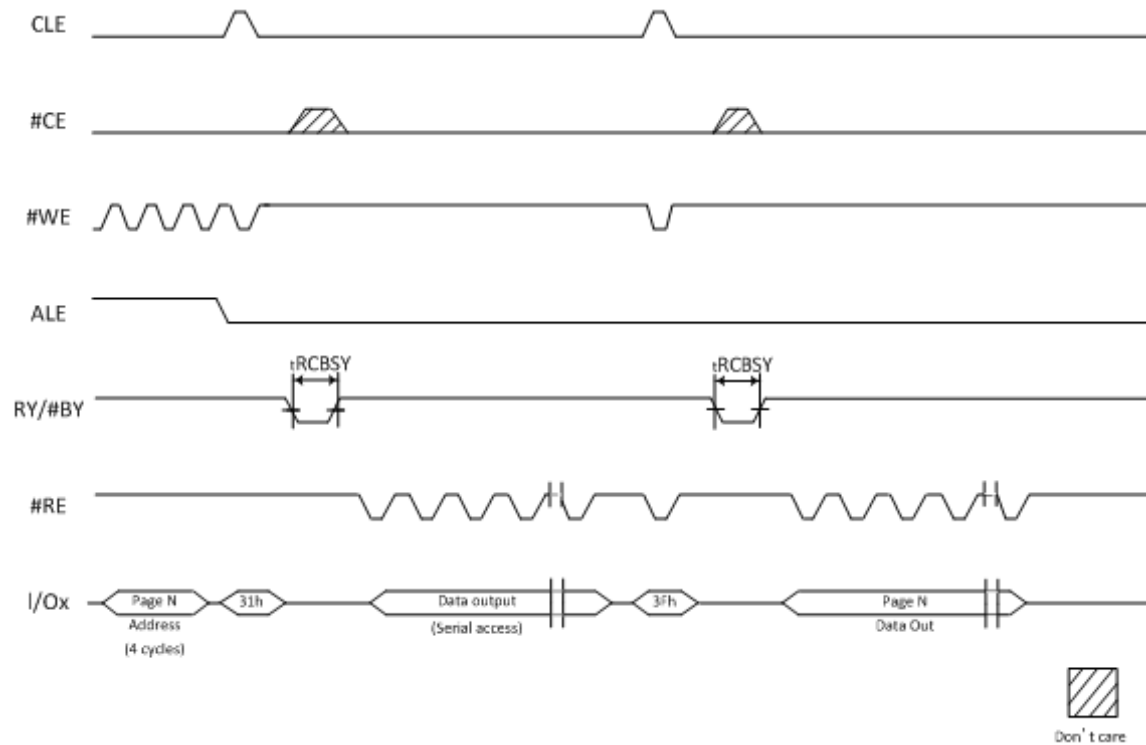 CLE
#CE
#WE
ALE
tRCBSY tRCBSY
RY/#BY
#RE
I/Ox Page N 31h Data output 3Fh Page N
Address (Serial access) Data Out
(4 cycles)
Don't care